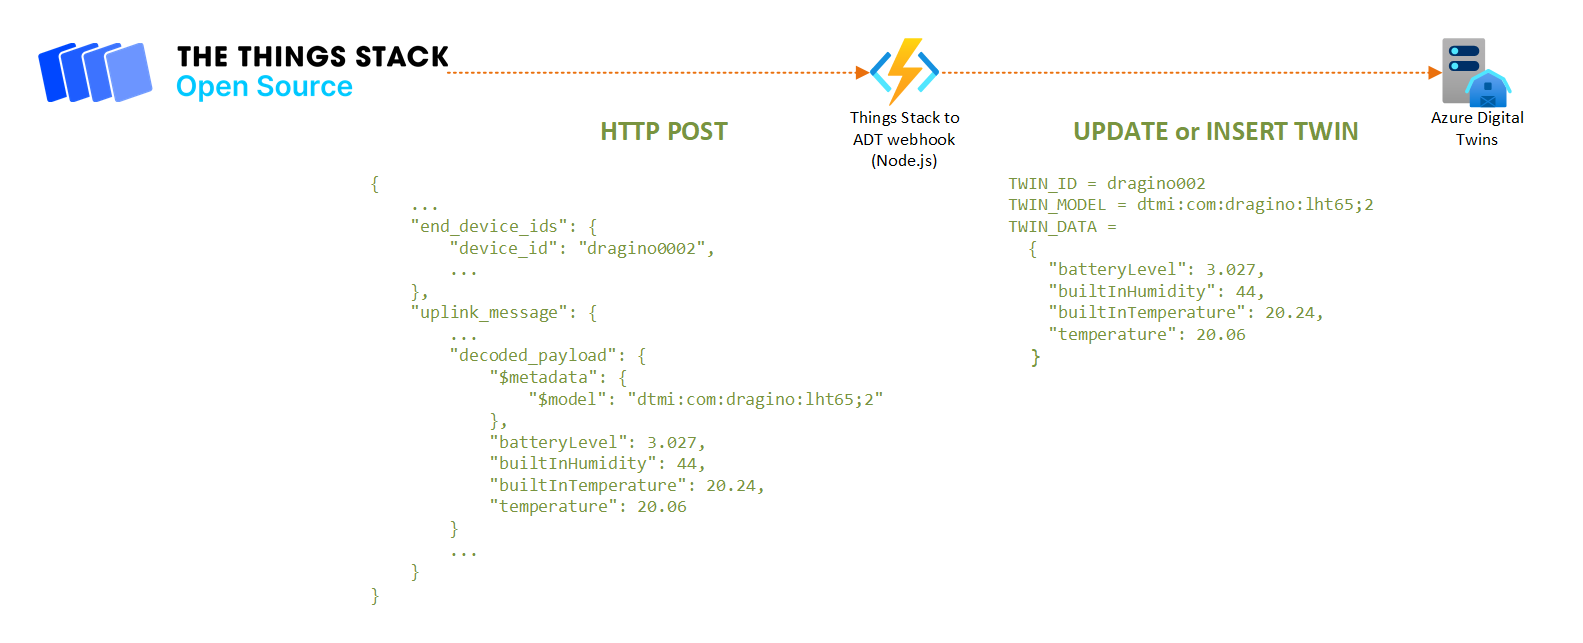 THE THINGS STACK
Open Source
HTTP POST
{
...
"end_device_ids": {
"device_id": "dragino0002",
...
},
"uplink_message": {
...
"decoded_payload": {
"$metadata": {
"$model": "dtmi:com:dragino:lht65;2"
},
"batteryLevel": 3.027,
"builtInHumidity": 44,
"builtInTemperature": 20.24,
"temperature": 20.06
}
...
}
}
Things Stack to
ADT webhook
(Node.js)
UPDATE or INSERT TWIN
TWIN_ID = dragino002
TWIN_MODEL = dtmi:com:dragino:lht65;2
TWIN_DATA =
{
"batteryLevel": 3.027,
"builtInHumidity": 44,
"builtInTemperature": 20.24,
"temperature": 20.06
}
Azure Digital
Twins